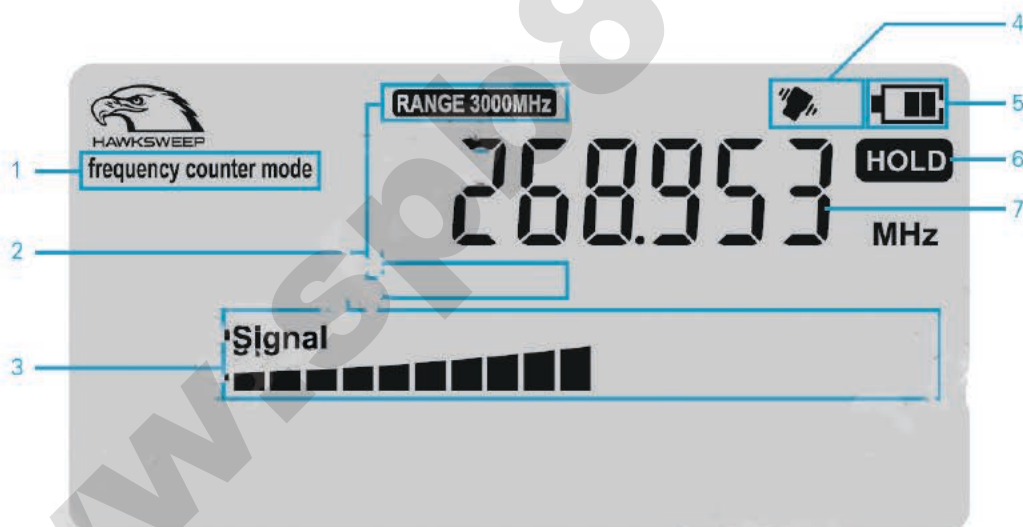 4
RANGE 3000MHz
5
HAWKSWEEP
268.953
HOLD
6
1
frequency counter mode
7
MHz
2
Signal
3